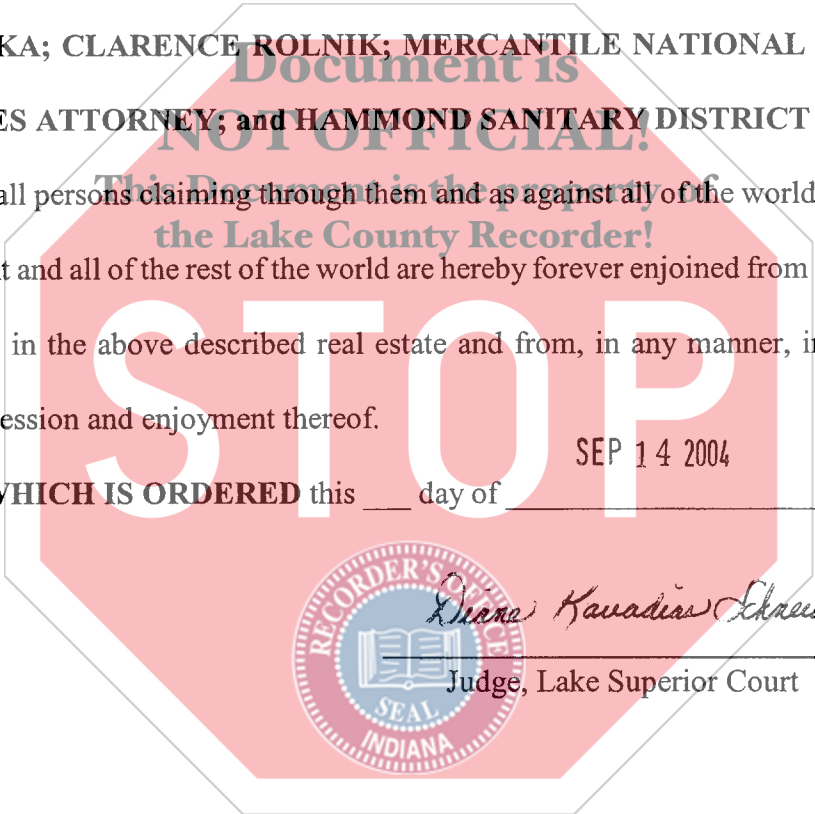 KA; CLARENCE ROLNIK; MERCANTILE NATIONAL
Document is
ES ATTORNEY; and HAMMOND SANITARY DISTRICT
NOT OFFICIAL!
all persons claiming through them and as against all of the world
This Document is the property of
the Lake County Recorder!
t and all of the rest of the world are hereby forever enjoined from
STOP
in the above described real estate and from, in any manner, i
ession and enjoyment thereof.
SEP 14 2004
WHICH IS ORDERED this ___ day of
RECORDER'S OFFICE
Diane Kavadias Schnei
Judge, Lake Superior Court
SEAL
INDIANA